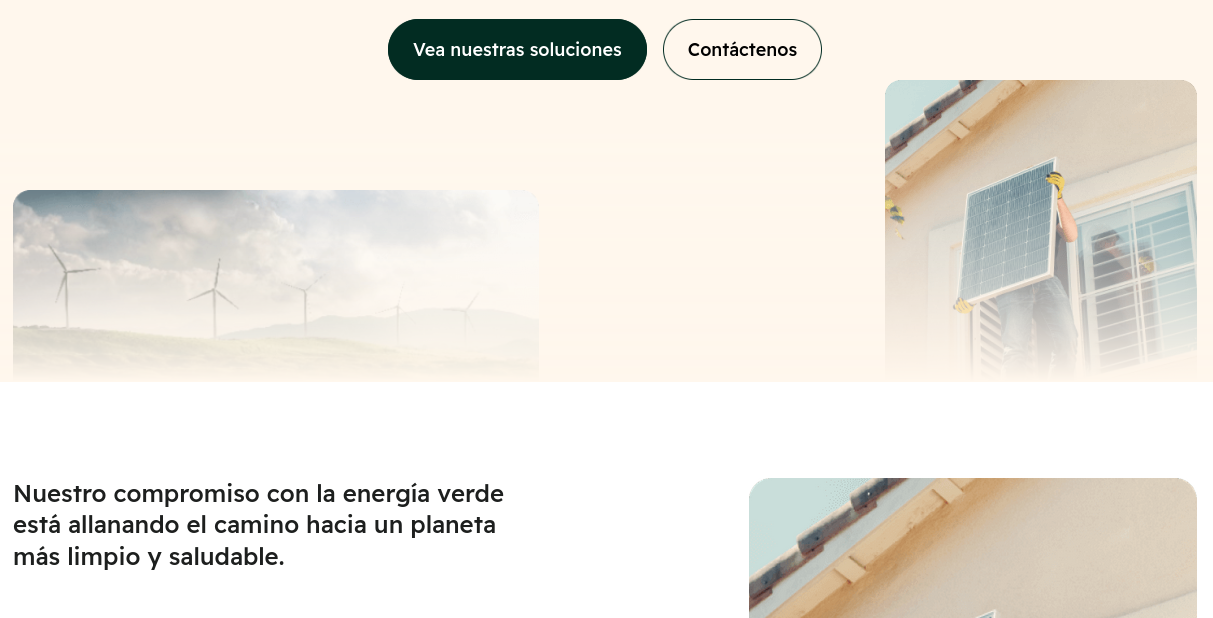 Vea nuestras soluciones
Contáctenos
Nuestro compromiso con la energía verde
está allanando el camino hacia un planeta
más limpio y saludable.